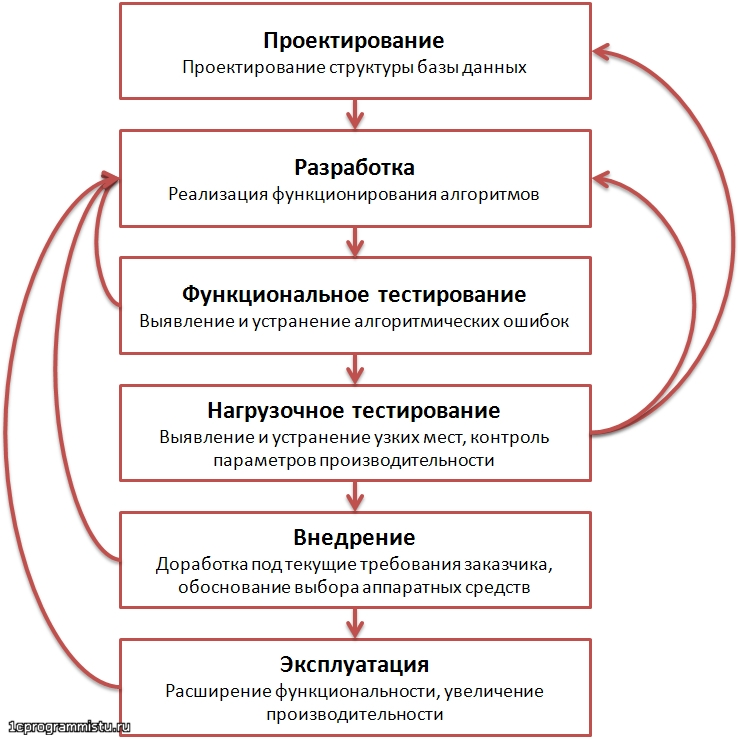 Проектирование
Проектирование структуры базы данных
Разработка
Реализация функционирования алгоритмов
Функциональное тестирование
Выявление и устранение алгоритмических ошибок
Нагрузочное тестирование
Выявление и устранение узких мест, контроль
параметров производительности
Внедрение
Доработка под текущие требования заказчика,
обоснование выбора аппаратных средств
Эксплуатация
Расширение функциональности, увеличение
производительности
1cprogrammistu.ru